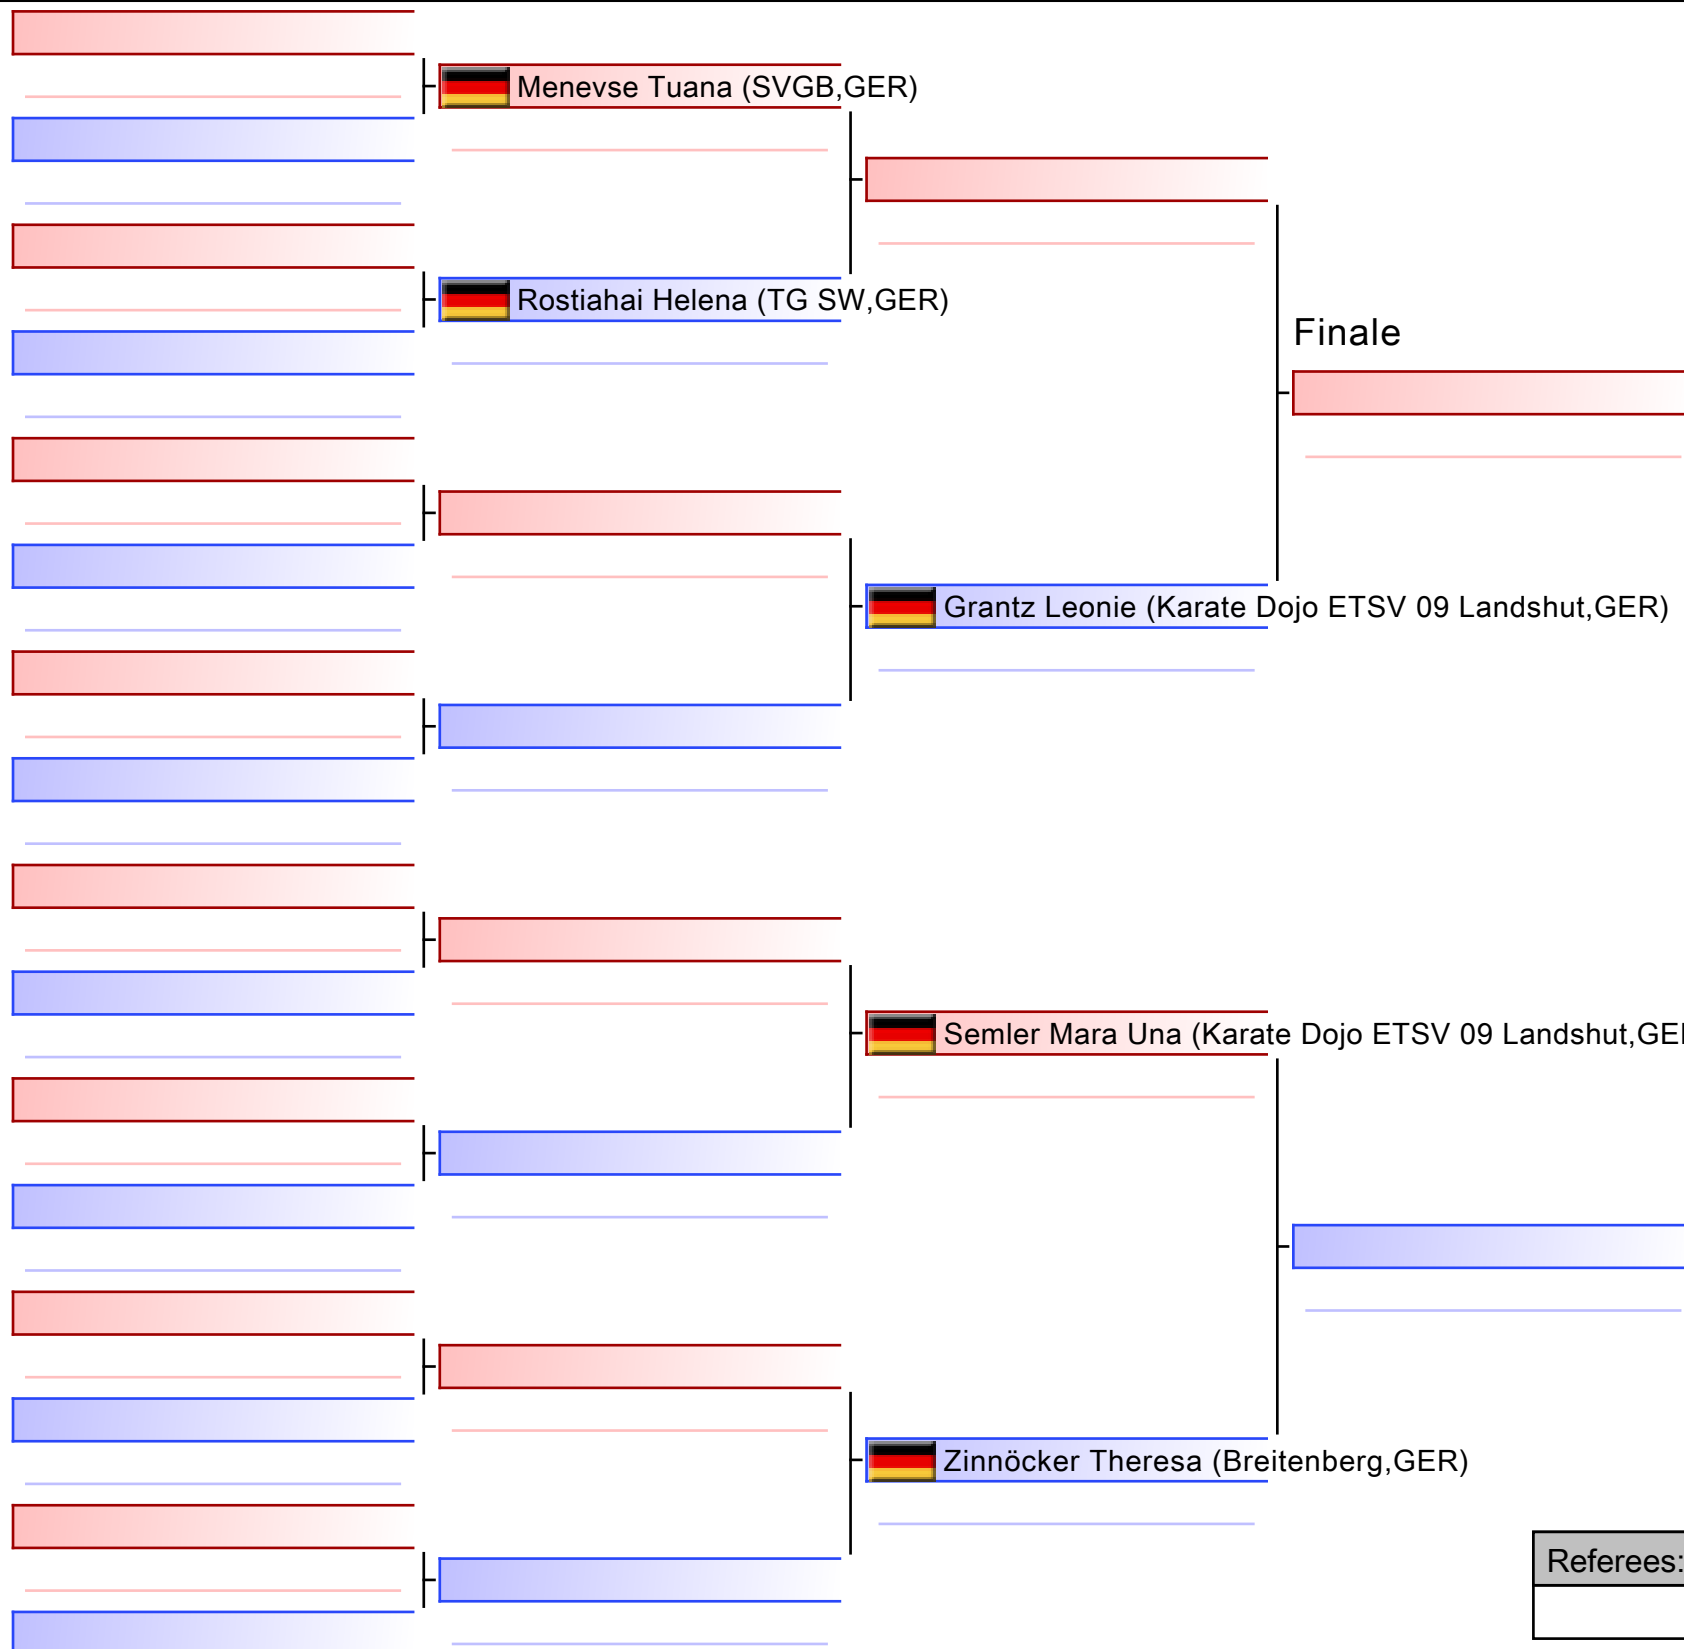 Menevse Tuana (SVGB,GER)
Rostiahai Helena (TG SW,GER)
Finale
Grantz Leonie (Karate Dojo ETSV 09 Landshut,GER)
Semler Mara Una (Karate Dojo ETSV 09 Landshut,GE
Zinnöcker Theresa (Breitenberg,GER)
Referees: